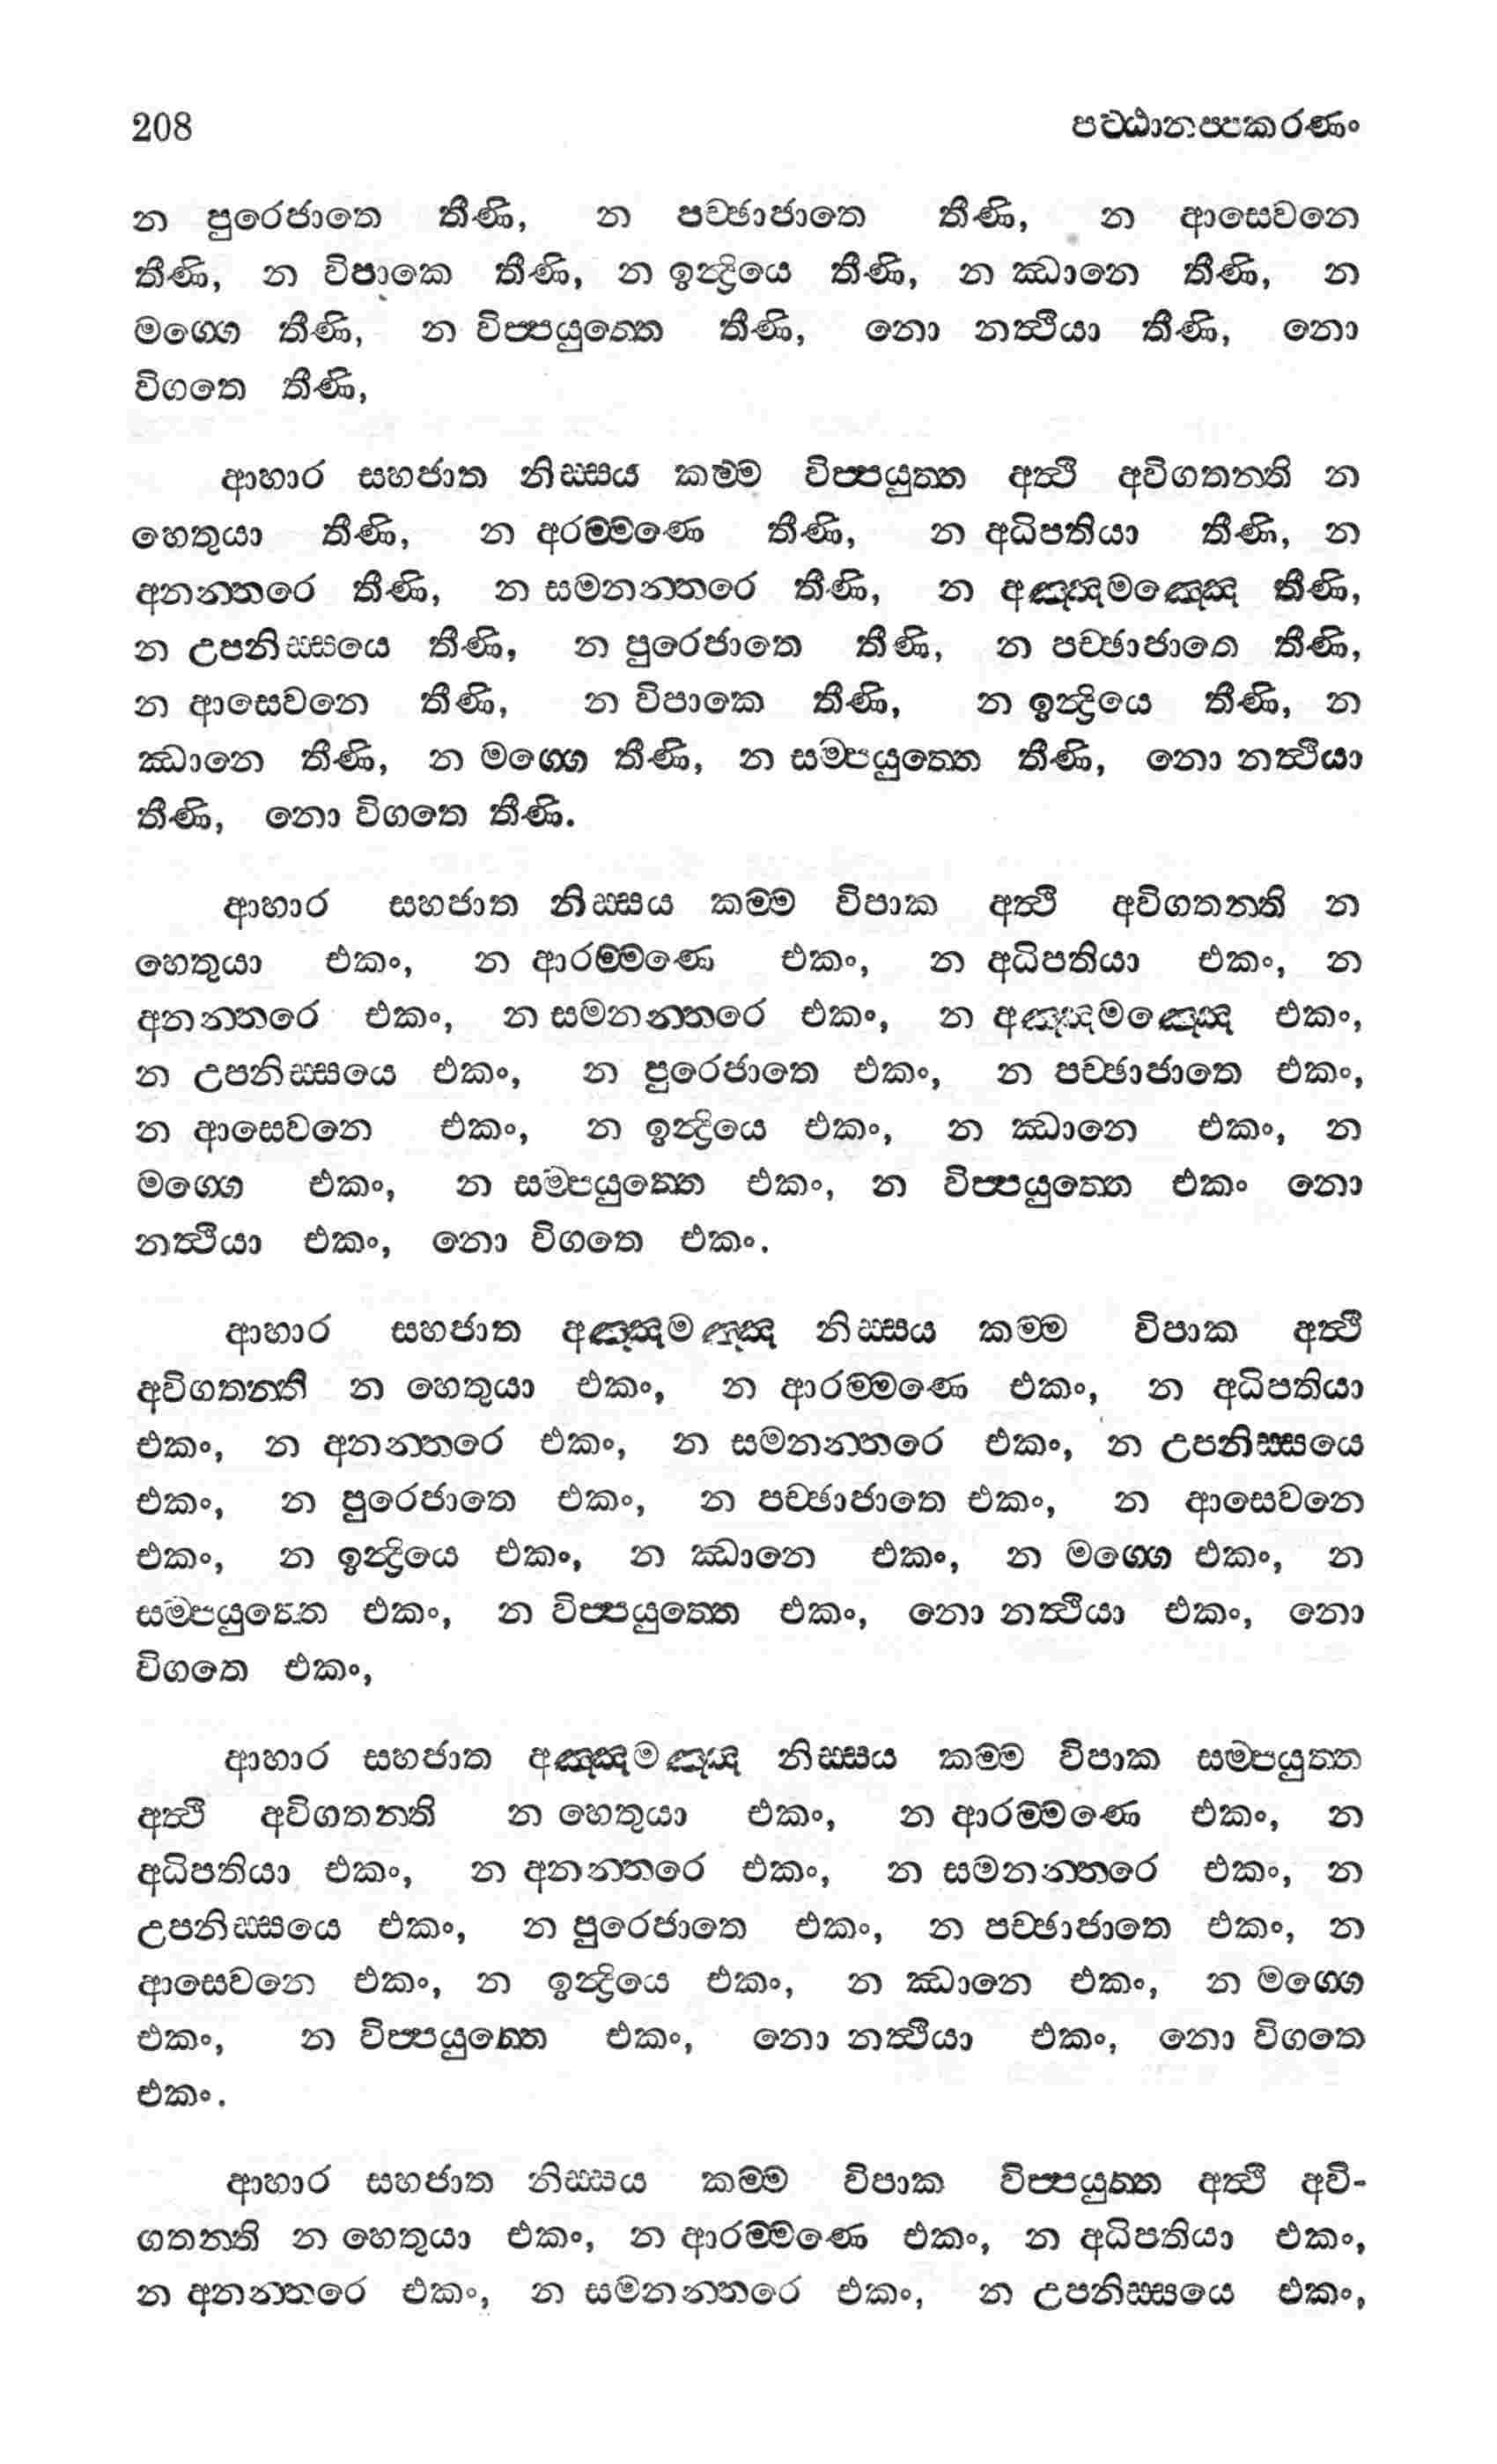 208 පට්ඨානප්පකරණං
න පුරෙජාතෙ තීණි, න පච්ඡාජාතෙ තීණි, න ආසෙවනෙ
තීණි, න විපාකෙ තීණි, න ඉන්ද්‍රියෙ තීණි, න ඣානෙ තීණි, න
මග්ගෙ තීණි, න විප්පයුත්තෙ තීණි, නො නත්ථියා තීණි, නො
විගතෙ තීණි,
ආහාර සහජාත නිස්සය කම්ම විප්පයුත්ත අත්ථි අවිගතන්ති න
හෙතුයා තීණි, න අරම්මණෙ තීණි, න අධිපතියා තීණි, න
අනන්තරෙ තීණි, න සමනන්තරෙ තීණි, න අඤ්ඤමඤ්ඤෙ තීණි,
න උපනිස්සයෙ තීණි, න පුරෙජාතෙ තීණි, න පච්ඡාජාතෙ තීණි,
න ආසෙවනෙ තීණි, න විපාකෙ තීණි, න ඉන්ද්‍රියෙ තීණි, න
ඣානෙ තීණි, න මග්ගෙ තීණි, න සම්පයුත්තෙ තීණි, නො නත්ථියා
තීණි, නො විගතෙ තීණි.
ආහාර සහජාත නිස්සය කම්ම විපාක අත්ථි අවිගතන්ති න
හෙතුයා එකං, න ආරම්මණෙ එකං, න අධිපතියා එකං, න
අනන්තරෙ එකං, න සමනන්තරෙ එකං, න අඤ්ඤමඤ්ඤෙ එකං,
න උපනිස්සයෙ එකං, න පුරෙජාතෙ එකං, න පච්ඡාජාතෙ එකං,
න ආසෙවනෙ එකං, න ඉන්ද්‍රියෙ එකං, න ඣානෙ එකං, න
මග්ගෙ එකං, න සම්පයුත්තෙ එකං, න විප්පයුත්තෙ එකං නො
නත්ථියා එකං, නො විගතෙ එකං.
ආහාර සහජාත අඤ්ඤමඤ්ඤ නිස්සය කම්ම විපාක අත්ථි
අවිගතන්ති න හෙතුයා එකං, න ආරම්මණෙ එකං, න අධිපතියා
එකං, න අනන්තරෙ එකං, න සමනන්තරෙ එකං, න උපනිස්සයෙ
එකං, න පුරෙජාතෙ එකං, න පච්ඡාජාතෙ එකං, න ආසෙවනෙ
එකං, න ඉන්ද්‍රියෙ එකං, න ඣානෙ එකං, න මග්ගෙ එකං, න
සම්පයුත්තෙ එකං, න විප්පයුත්තෙ එකං, නො නත්ථියා එකං, නො
විගතෙ එකං,
ආහාර සහජාත අඤ්ඤමඤ්ඤ නිස්සය කම්ම විපාක සම්පයුත්ත
අත්ථි අවිගතන්ති න හෙතුයා එකං, න ආරම්මණෙ එකං, න
අධිපතියා එකං, න අනන්තරෙ එකං, න සමනන්තරෙ එකං, න
උපනිස්සයෙ එකං, න පුරෙජාතෙ එකං, න පච්ඡාජාතෙ එකං, න
ආසෙවනෙ එකං, න ඉන්ද්‍රියෙ එකං, න ඣානෙ එකං, න මග්ගෙ
එකං, න විප්පයුත්තෙ එකං, නො නත්ථියා එකං, නො විගතෙ
එකං.
ආහාර සහජාත නිස්සය කම්ම විපාක විප්පයුත්ත අත්ථි අවි-
ගතන්ති න හෙතුයා එකං, න ආරම්මණෙ එකං, න අධිපතියා එකං,
න අනන්තරෙ එකං, න සමනන්තරෙ එකං, න උපනිස්සයෙ එකං,